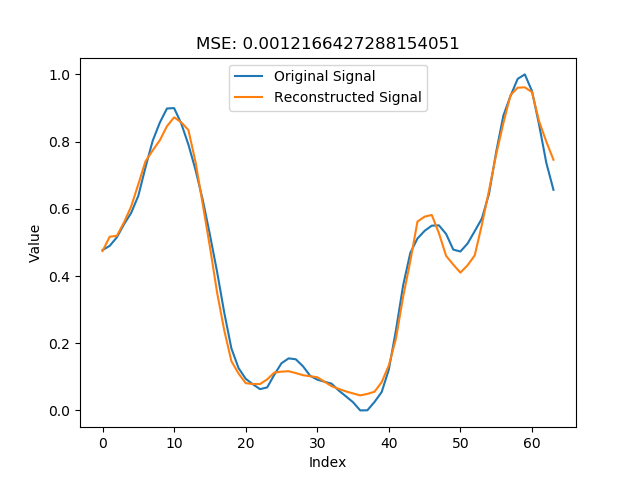 MSE: 0.0012166427288154051
Original Signal
Reconstructed Signal
Value
1.0
0.8
0.6
0.4
0.2
0.0
0 10 20 30 40 50 60
Index